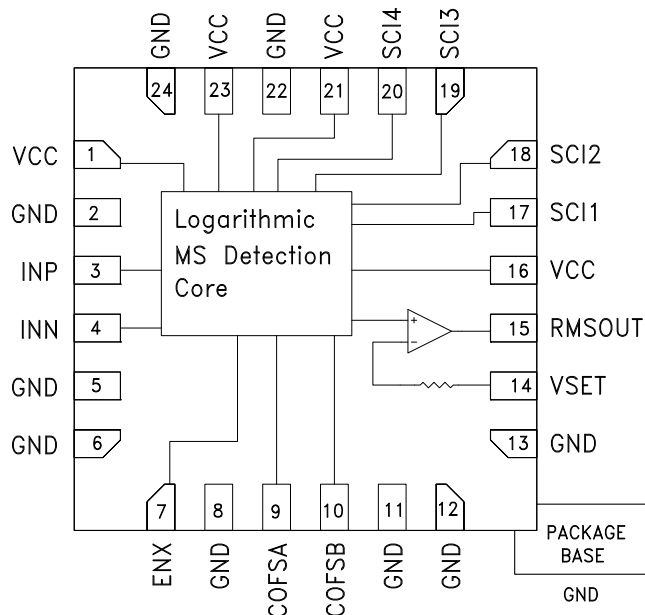 GND
VCC
GND
VCC
SCI4
SCI3
24
23
22
21
20
19
VCC
1
18
SCI2
GND
2
17
SCI1
INP
3
16
VCC
INN
4
15
RMSOUT
GND
5
14
VSET
GND
6
13
GND
Logarithmic
MS Detection
Core
+
−
7
8
9
10
11
12
ENX
GND
COFSA
COFSB
GND
GND
PACKAGE
BASE
GND